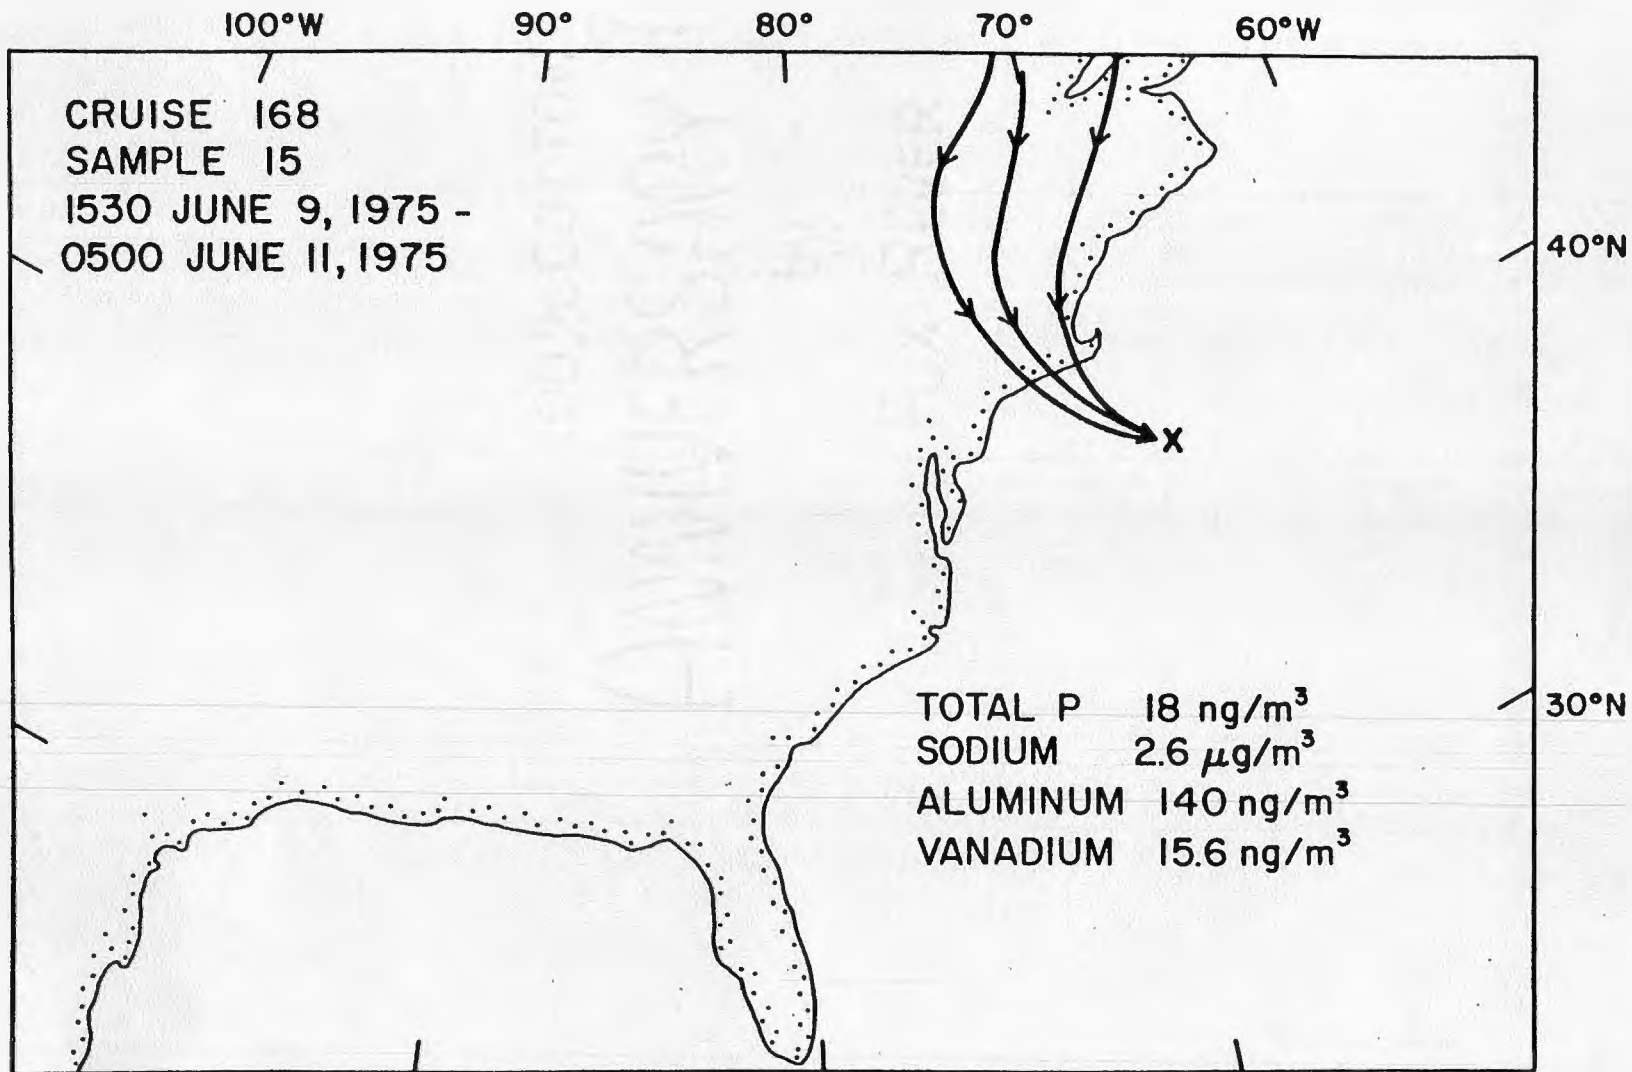 100°W 90° 80° 70° 60°W
CRUISE 168
SAMPLE 15
1530 JUNE 9, 1975 -
0500 JUNE 11, 1975
40°N
X
30°N
TOTAL P 18 ng/m³
SODIUM 2.6 μg/m³
ALUMINUM 140 ng/m³
VANADIUM 15.6 ng/m³